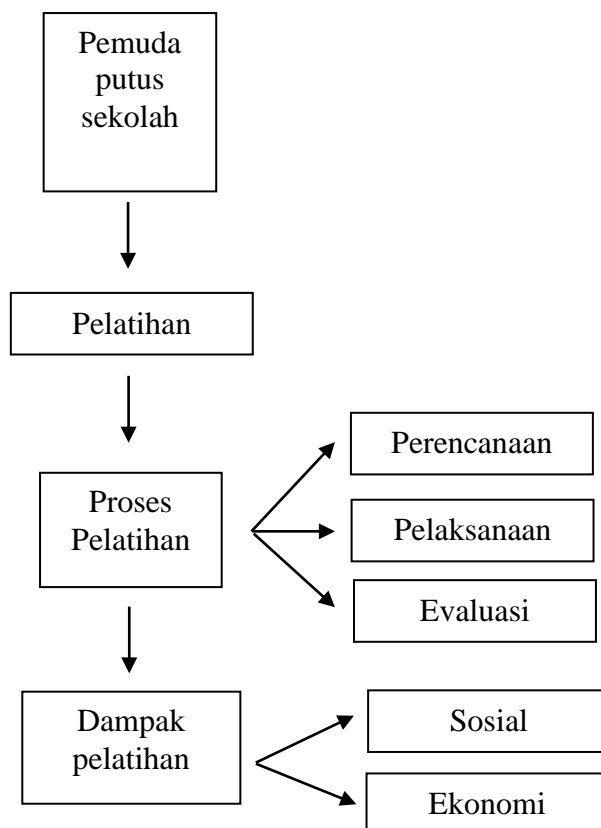 Pemuda
putus
sekolah
Pelatihan
Proses
Pelatihan
Perencanaan
Pelaksanaan
Evaluasi
Dampak
pelatihan
Sosial
Ekonomi